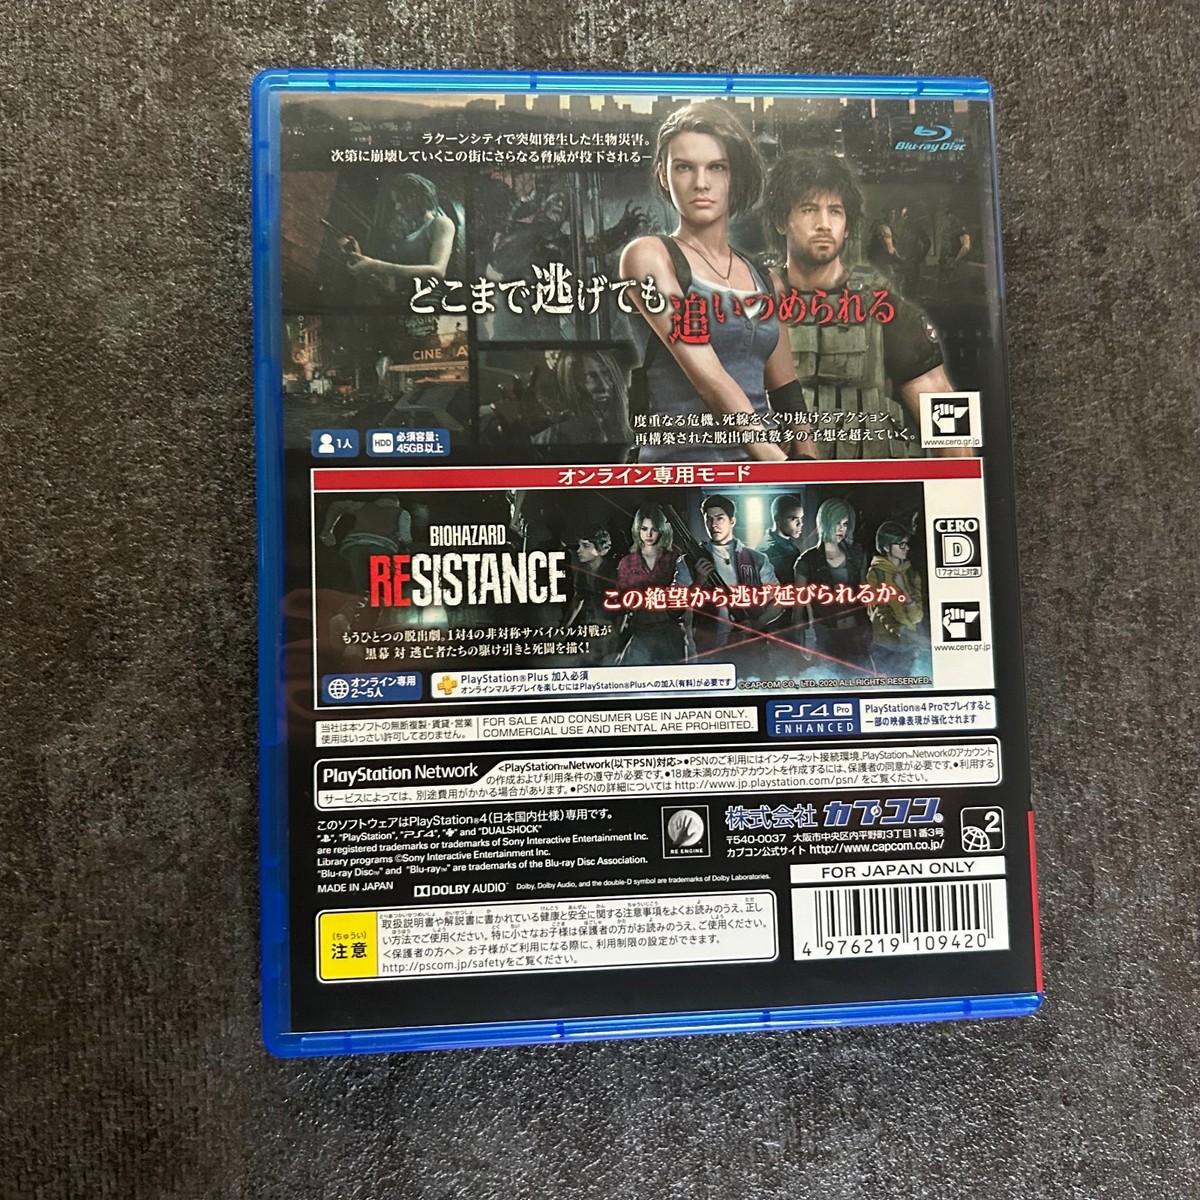 ラクーンシティで突如発生した生物災害。
次第に崩壊していくこの街にさらなる脅威が投下される—
Blu-ray Disc
どこまで逃げても追いつめられる
CINE
度重なる危機、死線をくぐり抜けるアクション、
再構築された脱出劇は数多の予想を超えていく。
www.cero.gr.jp
1人
HDD 必須容量:
45GB以上
オンライン専用モード
BIOHAZARD
RESISTANCE
この絶望から逃げ延びられるか。
もうひとつの脱出劇。1対4の非対称サバイバル対戦が
黒幕 対 逃亡者たちの駆け引きと死闘を描く!
CERO
D
17才以上対象
www.cero.gr.jp
オンライン専用
2〜5人
PlayStation®Plus 加入必須
オンラインマルチプレイを楽しむにはPlayStation®Plusへの加入(有料)が必要です
©CAPCOM CO., LTD. 2020 ALL RIGHTS RESERVED.
当社は本ソフトの無断複製・賃貸・営業
使用はいっさい許可しておりません。
FOR SALE AND CONSUMER USE IN JAPAN ONLY.
COMMERCIAL USE AND RENTAL ARE PROHIBITED.
PS4 Pro
ENHANCED
PlayStation®4 Proでプレイすると
一部の映像表現が強化されます
PlayStation Network
<PlayStation™Network(以下PSN)対応>●PSNのご利用にはインターネット接続環境、PlayStation™Networkのアカウント
の作成および利用条件の遵守が必要です。●18歳未満の方がアカウントを作成するには、保護者の同意が必要です。●利用する
サービスによっては、別途費用がかかる場合があります。●PSNの詳細については http://www.jp.playstation.com/psn/ をご覧ください。
このソフトウェアはPlayStation®4(日本国内仕様)専用です。
"PlayStation", "PS4", and "DUALSHOCK"
are registered trademarks or trademarks of Sony Interactive Entertainment Inc.
Library programs ©Sony Interactive Entertainment Inc.
"Blu-ray Disc™" and "Blu-ray™" are trademarks of the Blu-ray Disc Association.
MADE IN JAPAN
DOLBY AUDIO™
Dolby, Dolby Audio, and the double-D symbol are trademarks of Dolby Laboratories.
RE ENGINE
株式会社 カプコン®
〒540-0037 大阪市中央区内平野町3丁目1番3号
カプコン公式サイト http://www.capcom.co.jp/
2
FOR JAPAN ONLY
4 976219 109420
(ちゅうい)
注意
取扱説明書や解説書に書かれている健康と安全に関する注意事項をよくお読みのうえ、正し
い方法でご使用ください。特に小さなお子様は保護者の方がお読みのうえ、ご使用ください。
<保護者の方へ> お子様がご利用になる際に、利用制限の設定ができます。
http://pscom.jp/safetyをご覧ください。